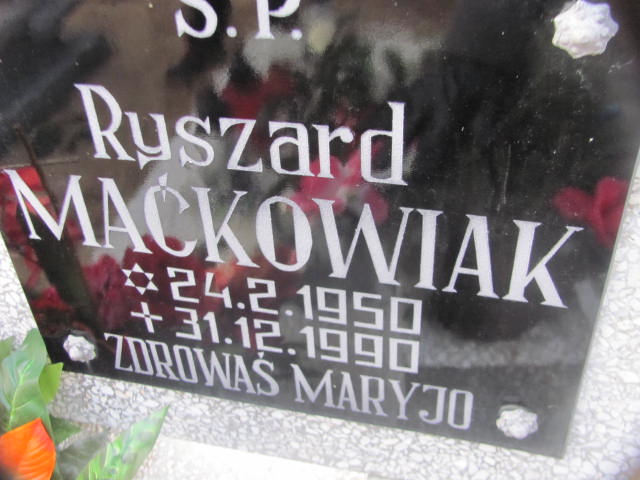 Ś.P.
Ryszard
MAĆKOWIAK
✡ 24.2.1950
+ 31.12.1990
ZDROWAŚ MARYJO